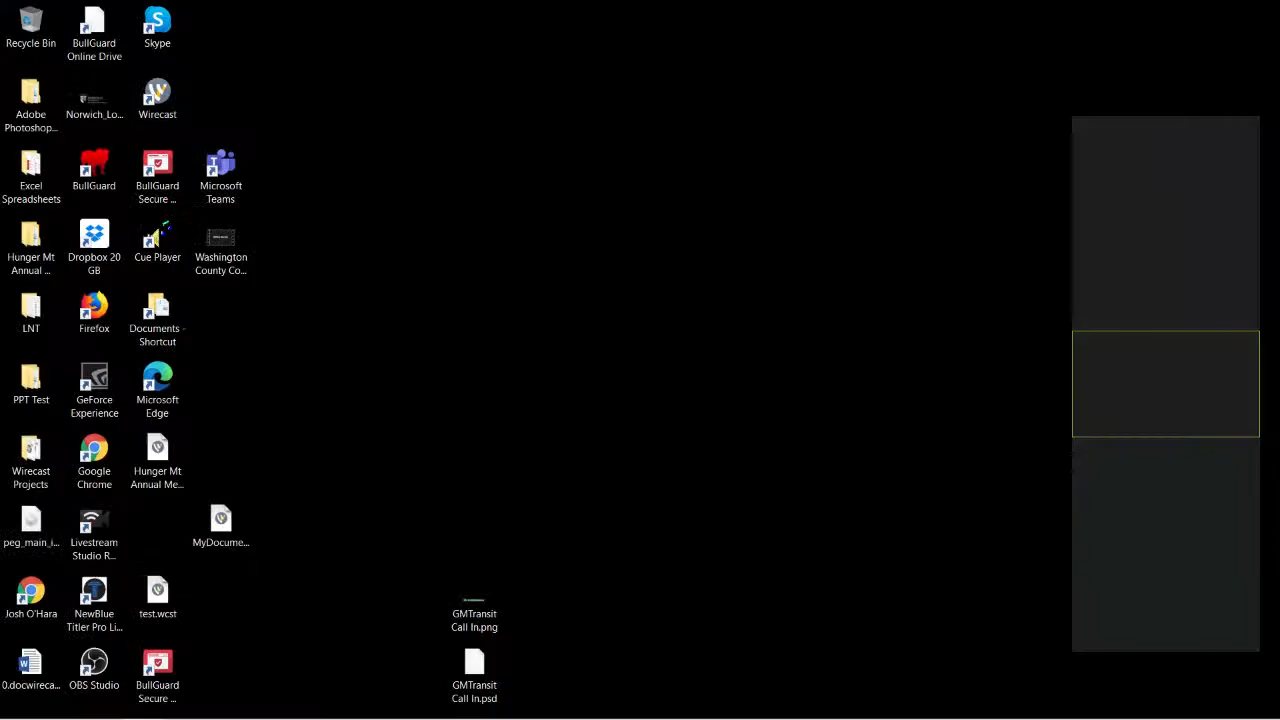 Recycle Bin
BullGuard
Online Drive
Skype
Adobe
Photoshop...
Norwich_Lo...
Wirecast
Excel
Spreadsheets
BullGuard
BullGuard
Secure ...
Microsoft
Teams
Hunger Mt
Annual ...
Dropbox 20
GB
Cue Player
Washington
County Co...
LNT
Firefox
Documents -
Shortcut
PPT Test
GeForce
Experience
Microsoft
Edge
Wirecast
Projects
Google
Chrome
Hunger Mt
Annual Me...
peg_main_i...
Livestream
Studio R...
MyDocume...
Josh O'Hara
NewBlue
Titler Pro Li...
test.wcst
GMTransit
Call In.png
0.docwireca...
OBS Studio
BullGuard
Secure ...
GMTransit
Call In.psd